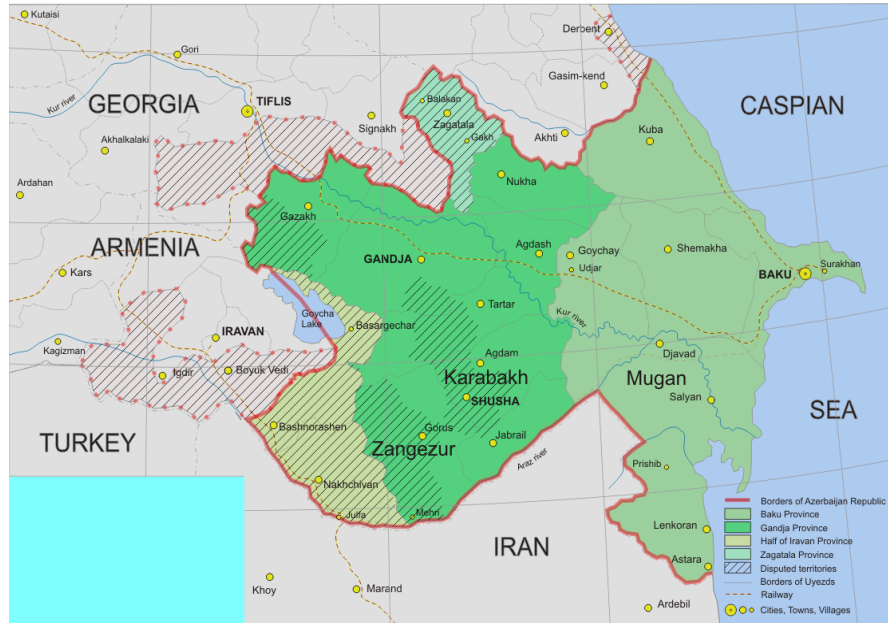 Kutaisi
Derbent
Gori
Gasim-kend
GEORGIA
TIFLIS
Kur river
CASPIAN
Balakan
Zagatala
Signakh
Akhti
Kuba
Gakh
Akhalkalaki
Nukha
Ardahan
Gazakh
ARMENIA
Agdash
Goychay
Shemakha
GANDJA
Udjar
Kars
BAKU
Surakhan
Goycha
Lake
Tartar
Kur river
IRAVAN
Basargechar
Kagizman
Djavad
Agdam
Igdir
Boyuk Vedi
Karabakh
Mugan
SHUSHA
Salyan
SEA
Bashnorashen
Gorus
TURKEY
Zangezur
Jabrail
Araz river
Prishib
Nakhchivan
Julfa
Mehri
Lenkoran
IRAN
Astara
Khoy
Marand
Ardebil
Borders of Azerbaijan Republic
Baku Province
Gandja Province
Half of Iravan Province
Zagatala Province
Disputed territories
Borders of Uyezds
Railway
Cities, Towns, Villages